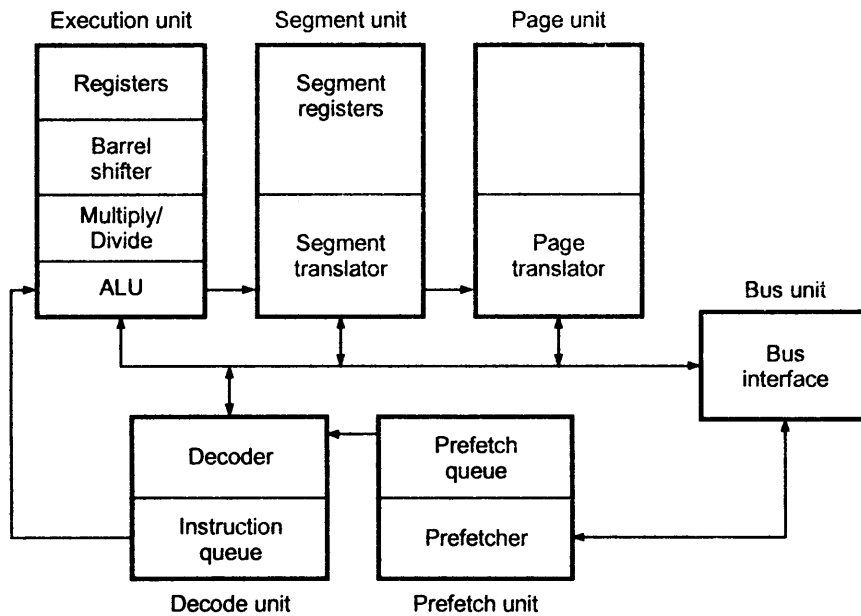 Execution unit
Segment unit
Page unit
Registers
Barrel
shifter
Multiply/
Divide
ALU
Segment
registers
Segment
translator
Page
translator
Bus unit
Bus
interface
Decoder
Instruction
queue
Prefetch
queue
Prefetcher
Decode unit
Prefetch unit